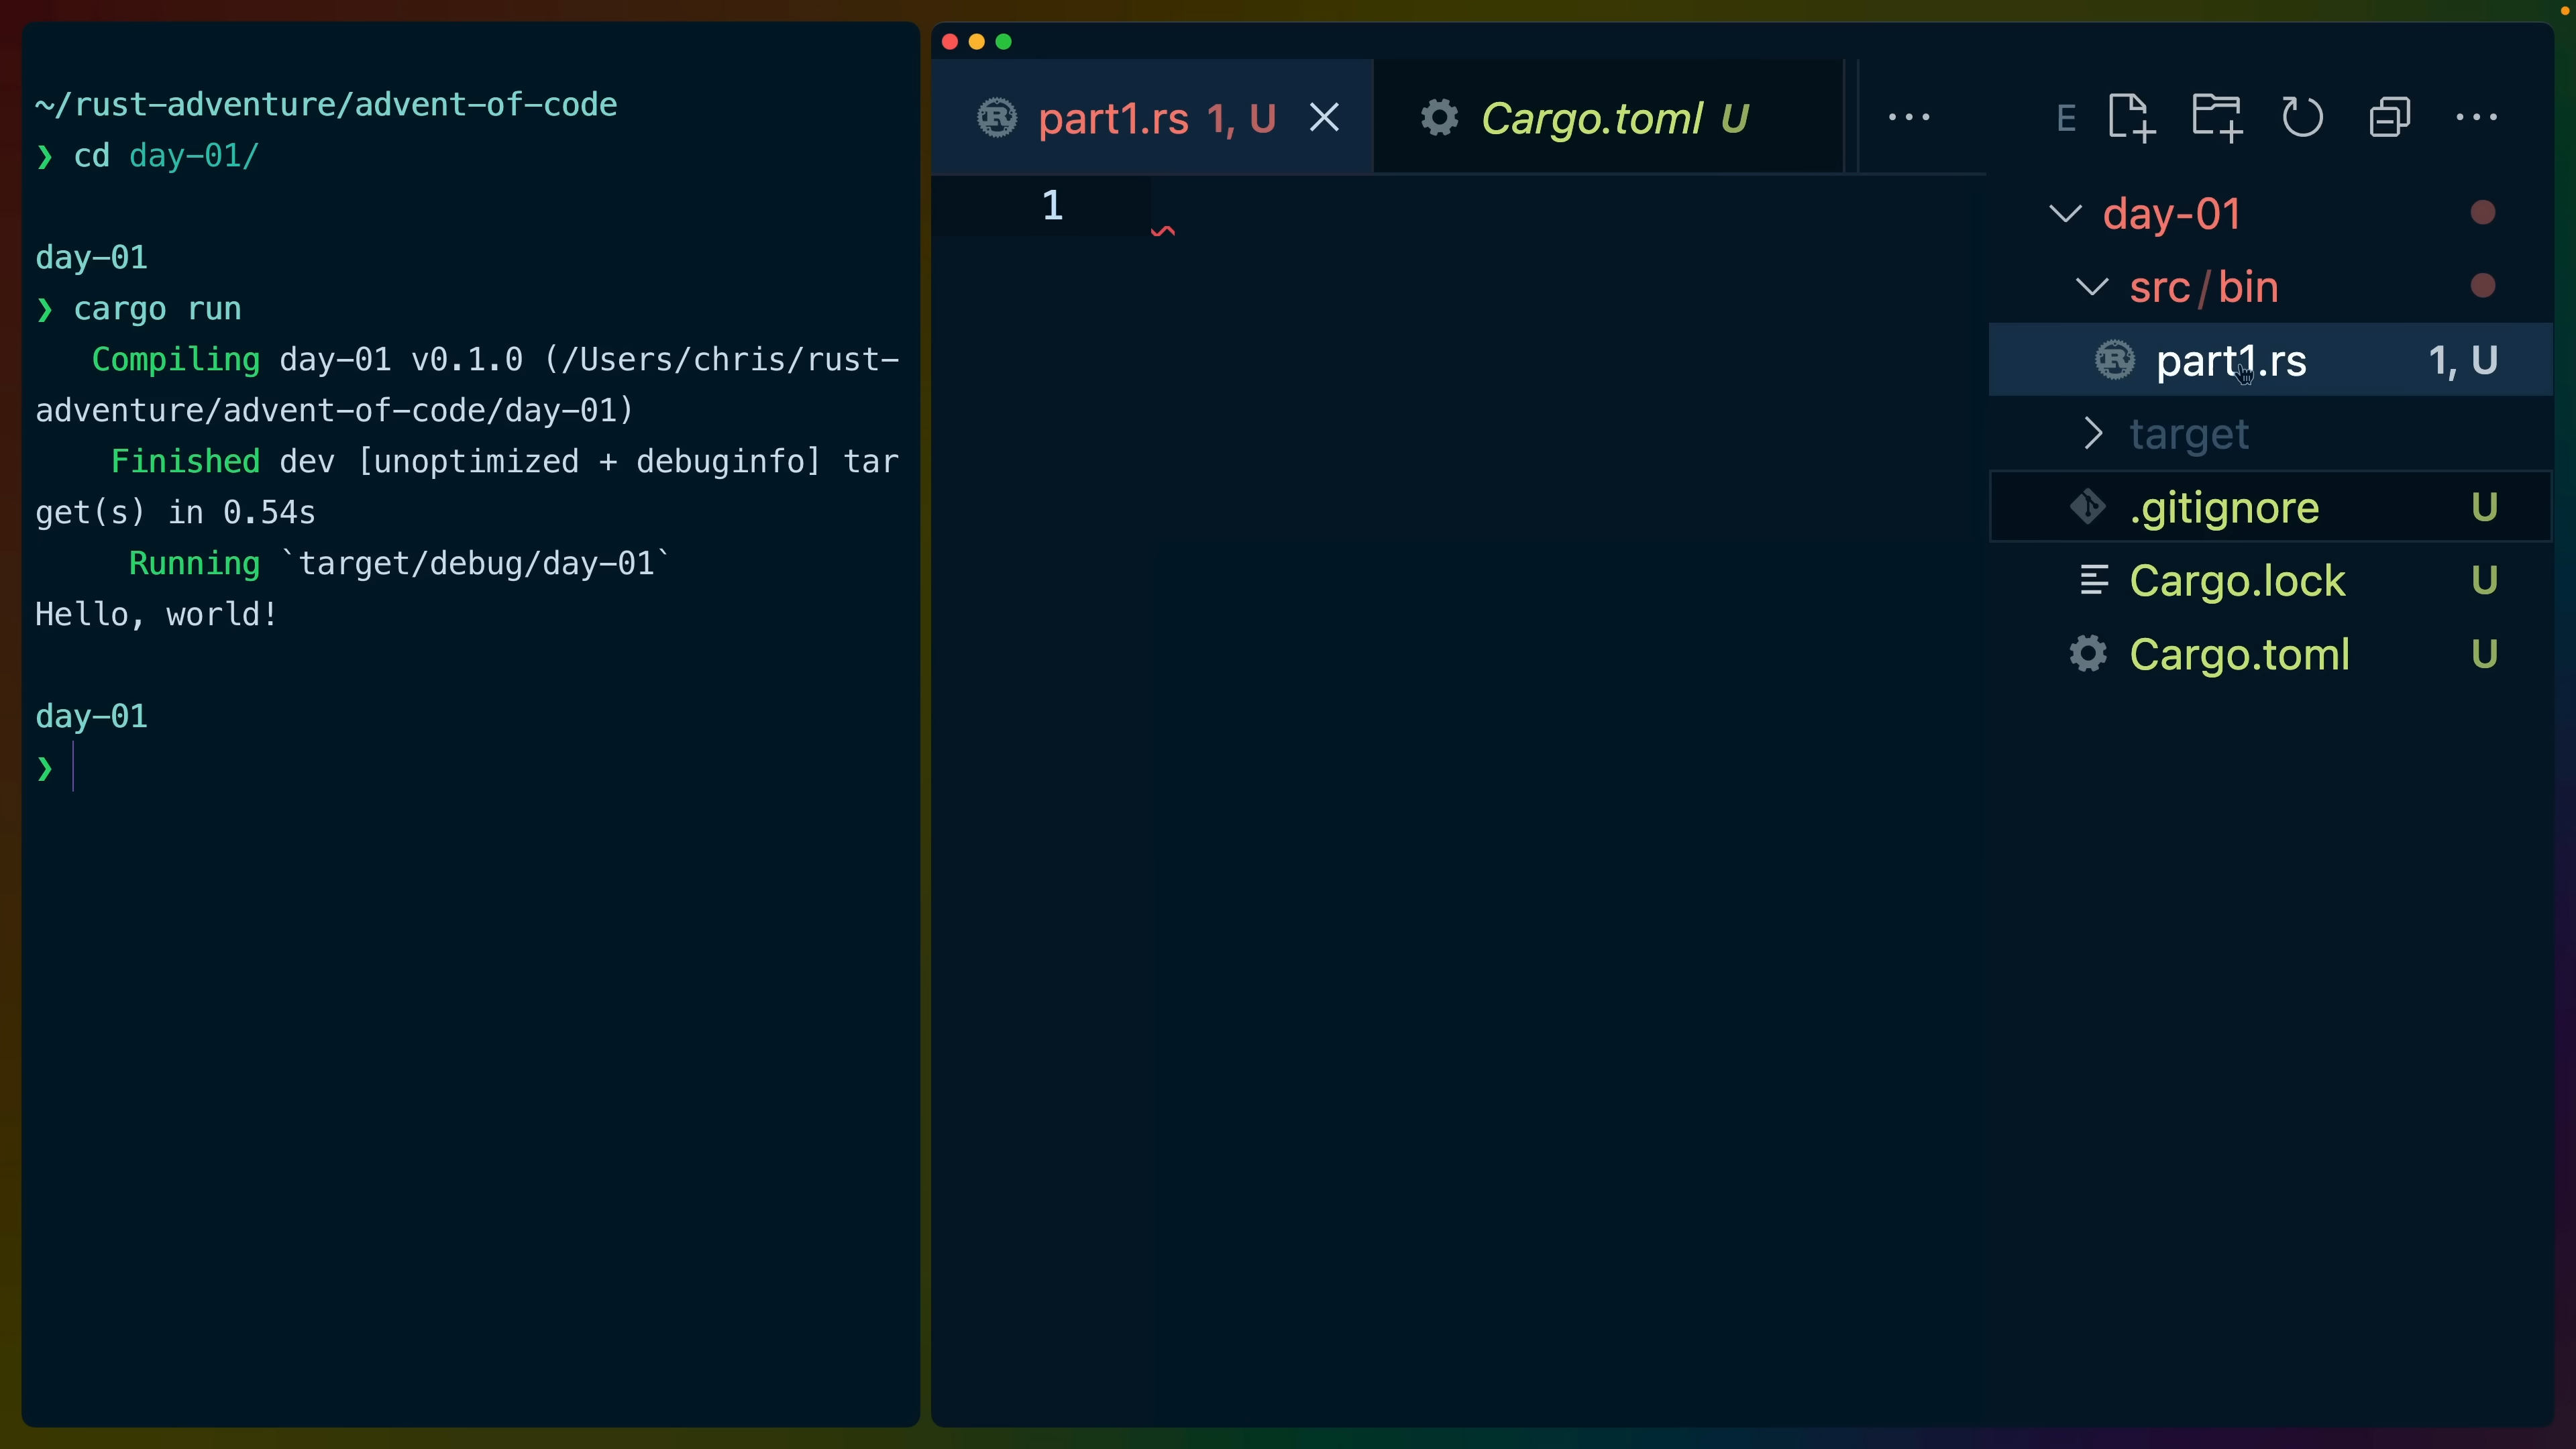 ~/rust-adventure/advent-of-code
❯ cd day-01/
day-01
❯ cargo run
Compiling day-01 v0.1.0 (/Users/chris/rust-
adventure/advent-of-code/day-01)
Finished dev [unoptimized + debuginfo] tar
get(s) in 0.54s
Running `target/debug/day-01`
Hello, world!
day-01
❯
part1.rs 1, U
Cargo.toml U
1
E
day-01
src/bin
part1.rs 1, U
target
.gitignore U
Cargo.lock U
Cargo.toml U